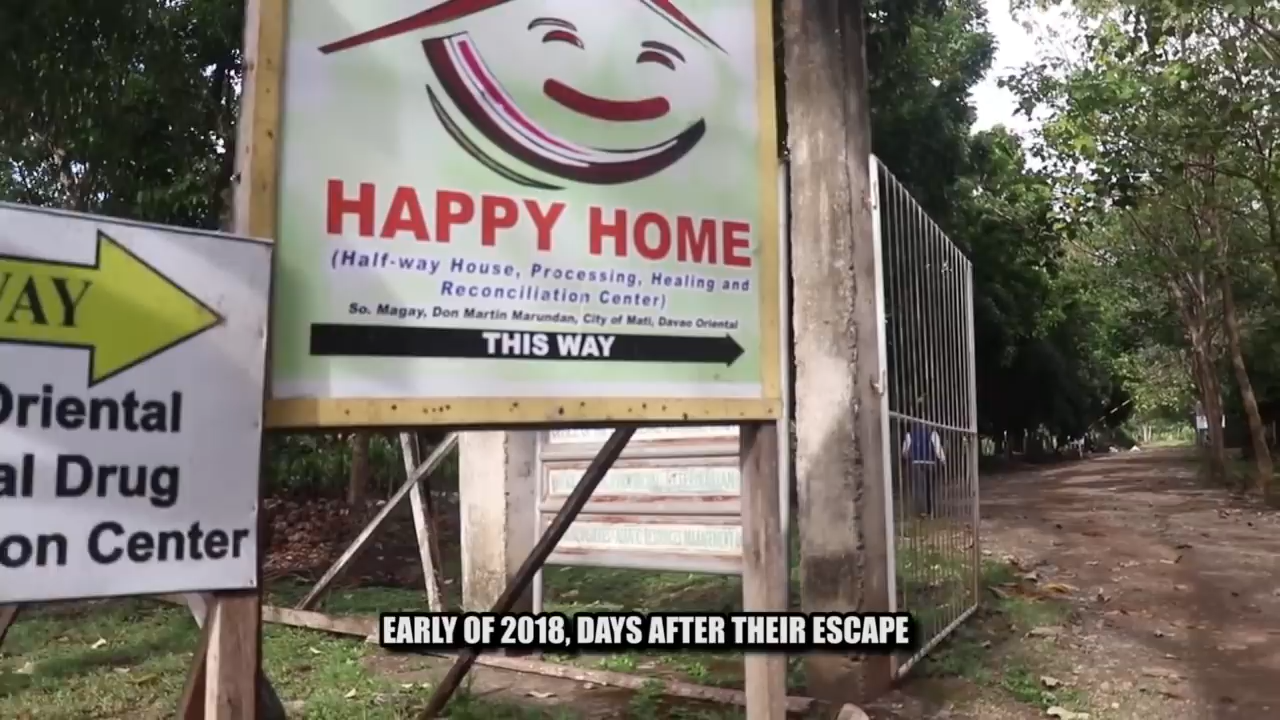 WAY
Oriental
al Drug
on Center
HAPPY HOME
(Half-way House, Processing, Healing and
Reconciliation Center)
So. Magay, Don Martin Marundan, City of Mati, Davao Oriental
THIS WAY
EARLY OF 2018, DAYS AFTER THEIR ESCAPE